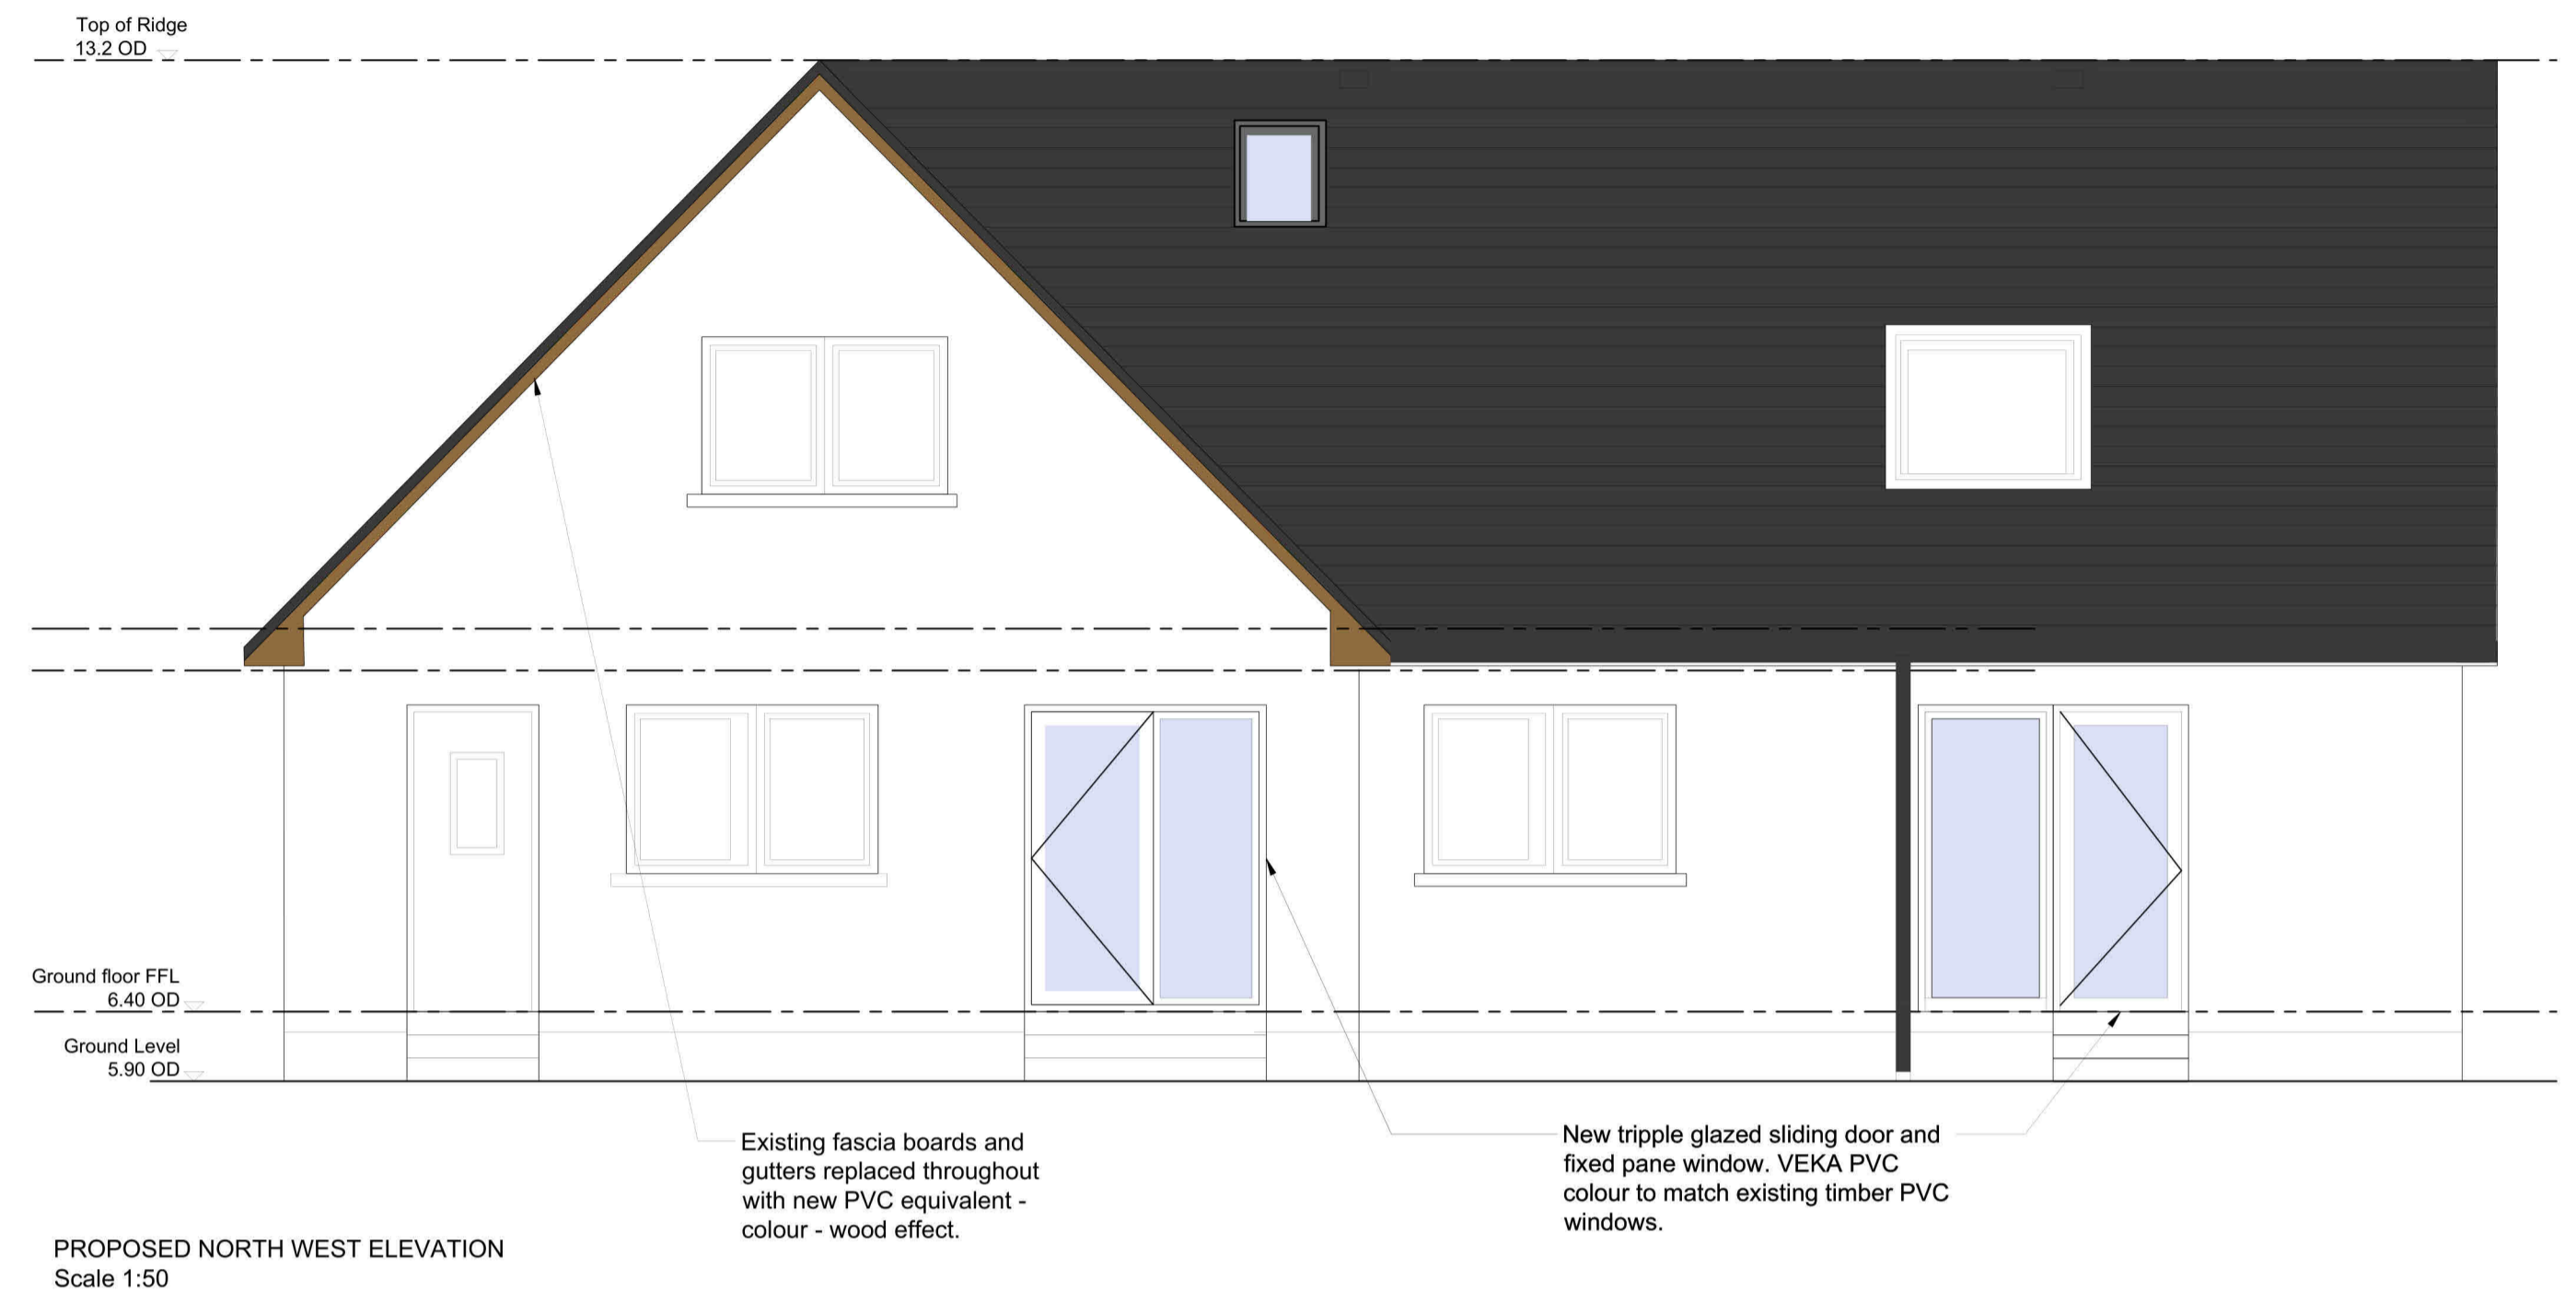 Top of Ridge
13.2 OD
Ground floor FFL
6.40 OD
Ground Level
5.90 OD
Existing fascia boards and
gutters replaced throughout
with new PVC equivalent -
colour - wood effect.
New tripple glazed sliding door and
fixed pane window. VEKA PVC
colour to match existing timber PVC
windows.
PROPOSED NORTH WEST ELEVATION
Scale 1:50